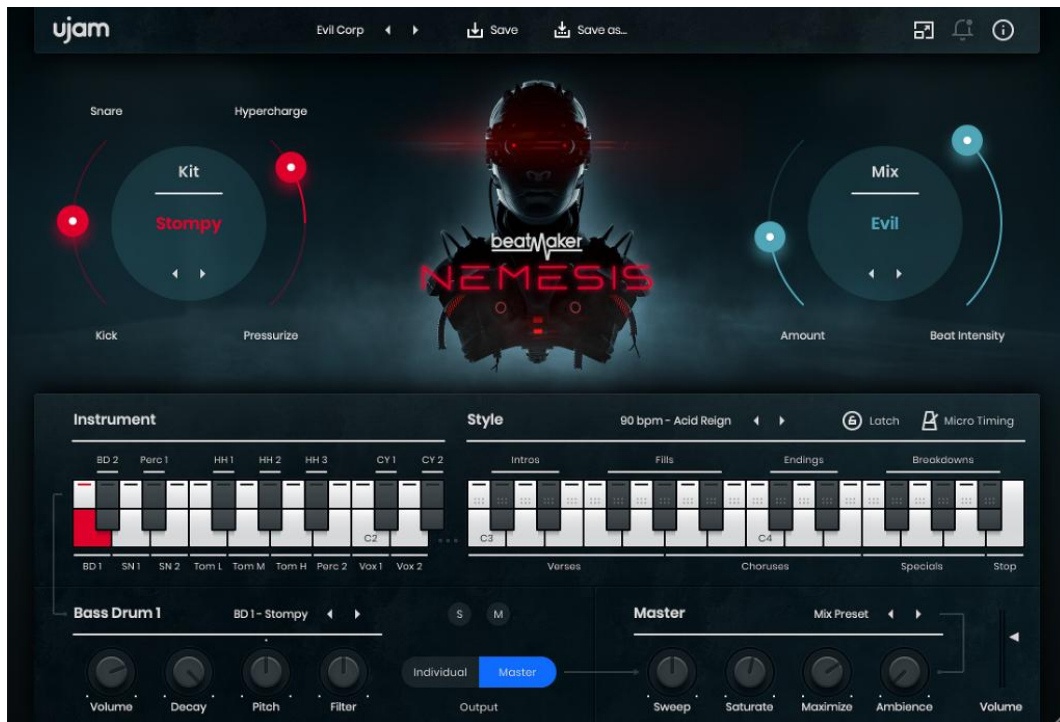 ujam Evil Corp Save Save as...
Snare Hypercharge
Kit Mix
Stompy Evil
beatMaker
NEMESIS
Kick Pressurize Amount Beat Intensity
Instrument Style 90 bpm - Acid Reign Latch Micro Timing
BD 2 Perc 1 HH 1 HH 2 HH 3 CY 1 CY 2 Intros Fills Endings Breakdowns
C2 C3 C4
BD 1 SN 1 SN 2 Tom L Tom M Tom H Perc 2 Vox 1 Vox 2 Verses Choruses Specials Stop
Bass Drum 1 BD 1 - Stompy S M Master Mix Preset
Individual Master
Volume Decay Pitch Filter Output Sweep Saturate Maximize Ambience Volume